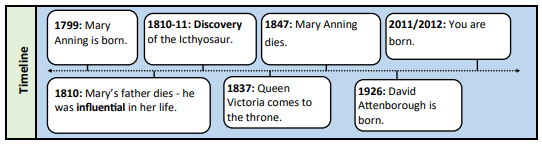 Timeline
1799: Mary
Anning is born.
1810-11: Discovery
of the Icthyosaur.
1847: Mary Anning
dies.
2011/2012: You are
born.
1810: Mary’s father dies - he
was influential in her life.
1837: Queen
Victoria comes to
the throne.
1926: David
Attenborough is
born.